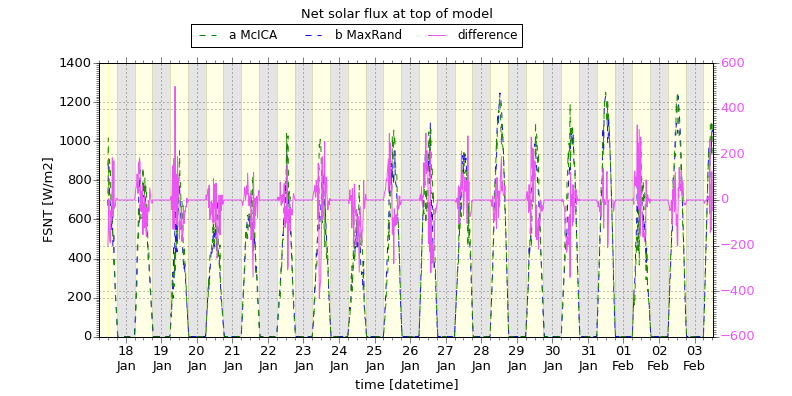 Net solar flux at top of model
a McICA b MaxRand difference
1400
1200
1000
800
600
400
200
0
FSNT [W/m2]
600
400
200
0
−200
−400
−600
18 19 20 21 22 23 24 25 26 27 28 29 30 31 01 02 03
Jan Jan Jan Jan Jan Jan Jan Jan Jan Jan Jan Jan Jan Jan Feb Feb Feb
time [datetime]